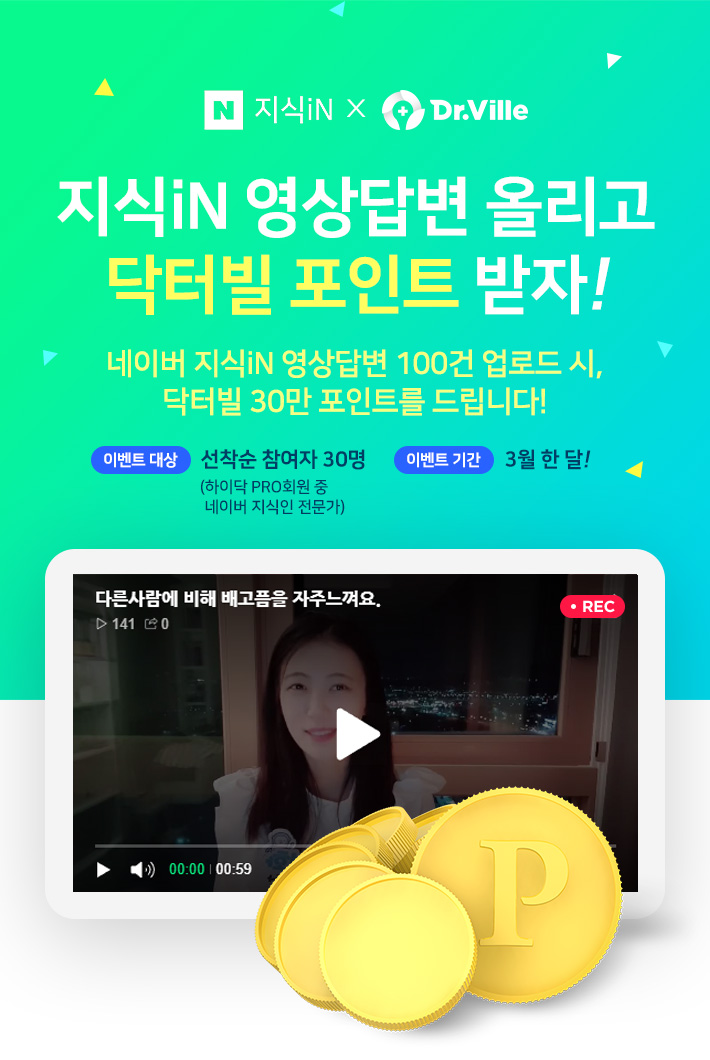 N 지식iN X Dr.Ville
지식iN 영상답변 올리고
닥터빌 포인트 받자!
네이버 지식iN 영상답변 100건 업로드 시,
닥터빌 30만 포인트를 드립니다!
이벤트 대상 선착순 참여자 30명 이벤트 기간 3월 한 달!
(하이닥 PRO회원 중
네이버 지식인 전문가)
다른사람에 비해 배고픔을 자주느껴요.
141 0
REC
00:00 00:59
P